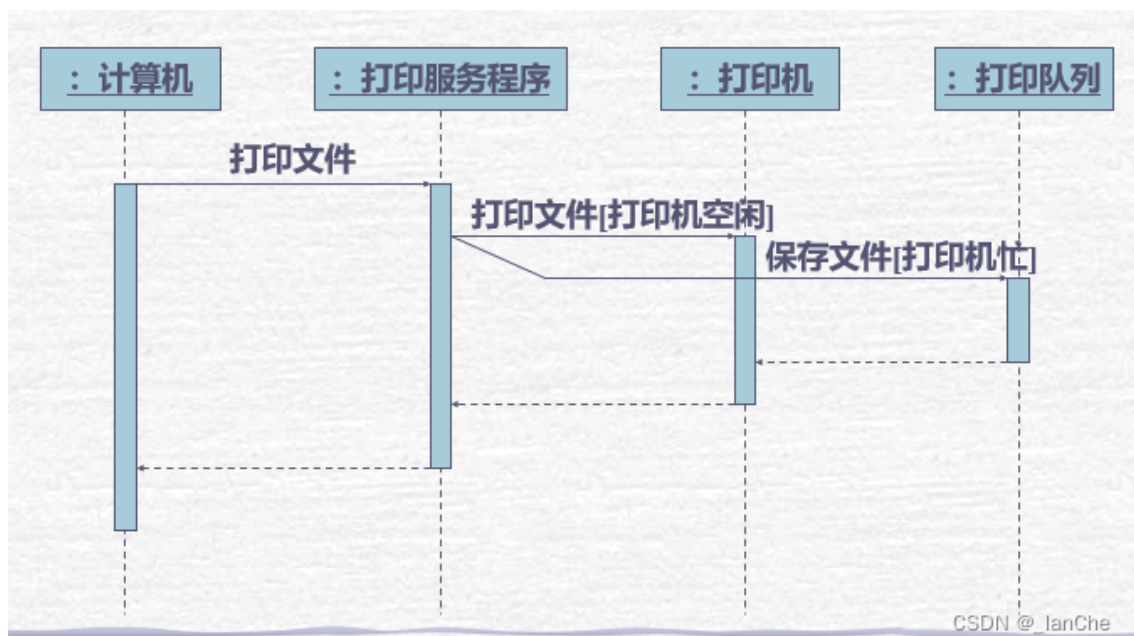 ：计算机
：打印服务程序
：打印机
：打印队列
打印文件
打印文件[打印机空闲]
保存文件[打印机忙]
CSDN @_lanChe